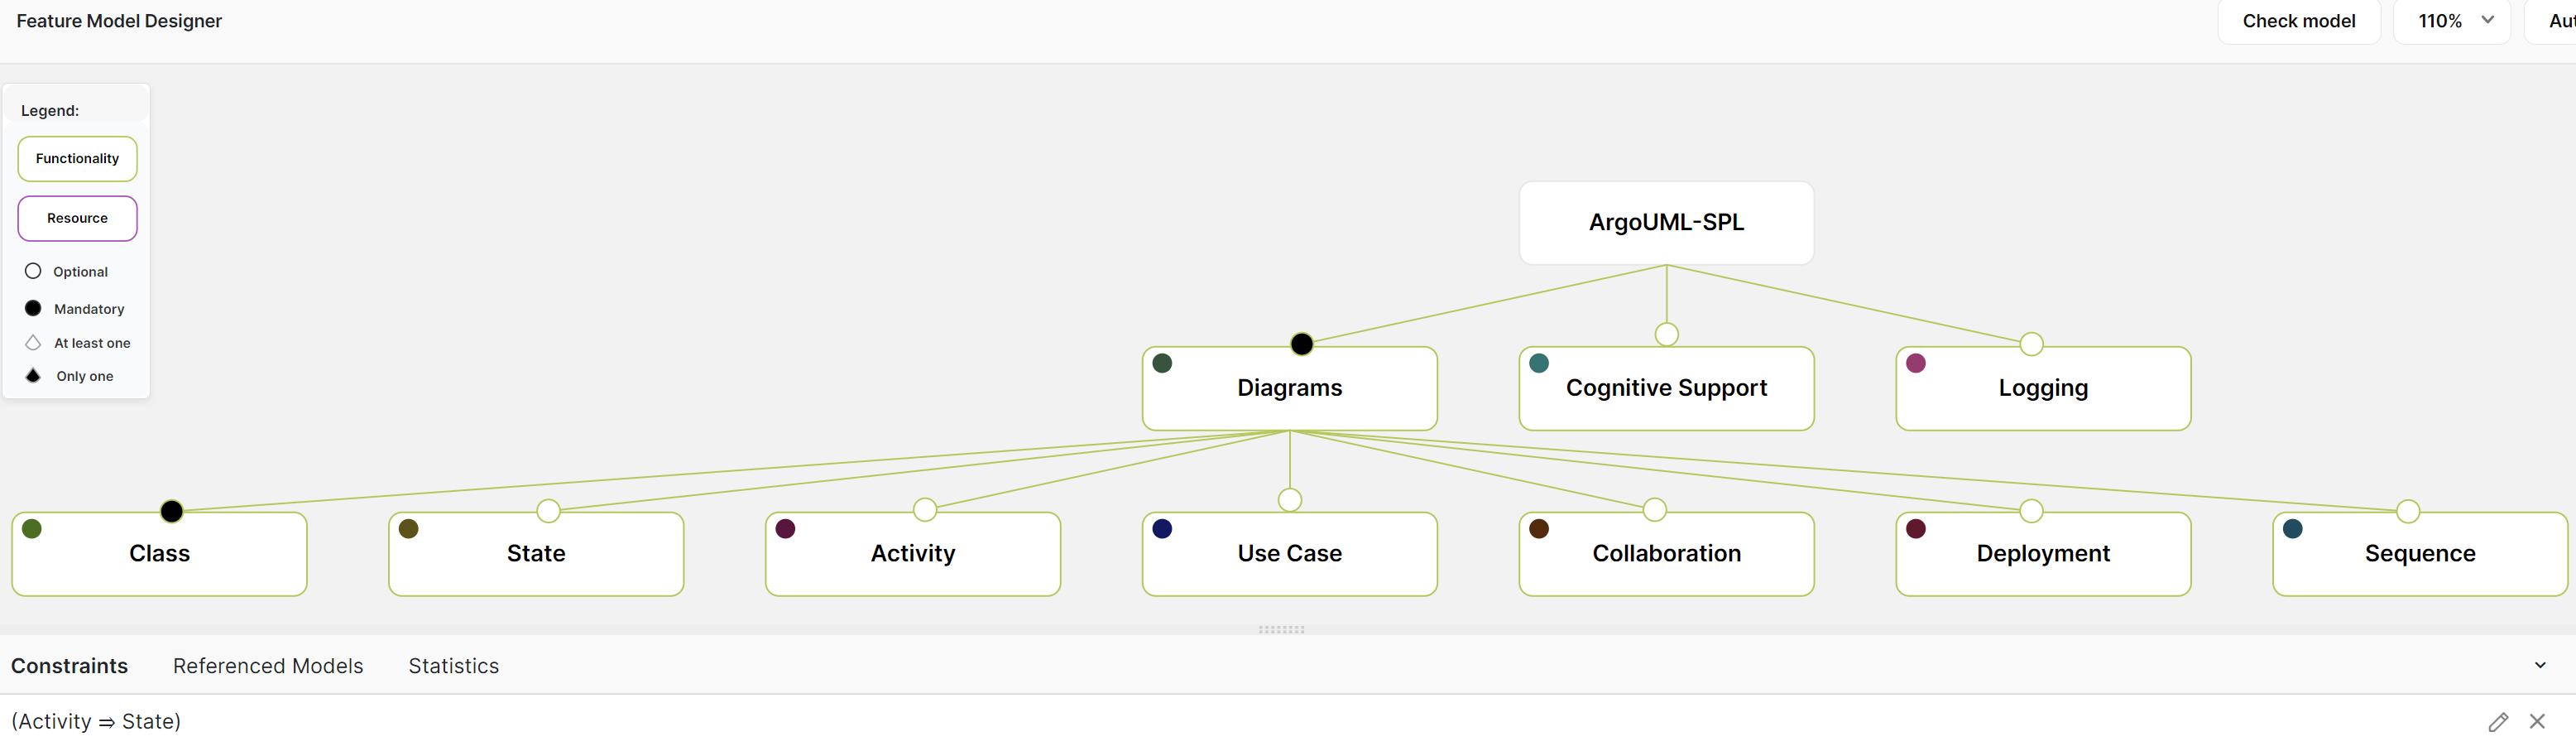 Feature Model Designer
Check model
110%
Legend:
Functionality
Resource
Optional
Mandatory
At least one
Only one
ArgoUML-SPL
Diagrams
Cognitive Support
Logging
Class
State
Activity
Use Case
Collaboration
Deployment
Sequence
Constraints
Referenced Models
Statistics
(Activity ⇒ State)